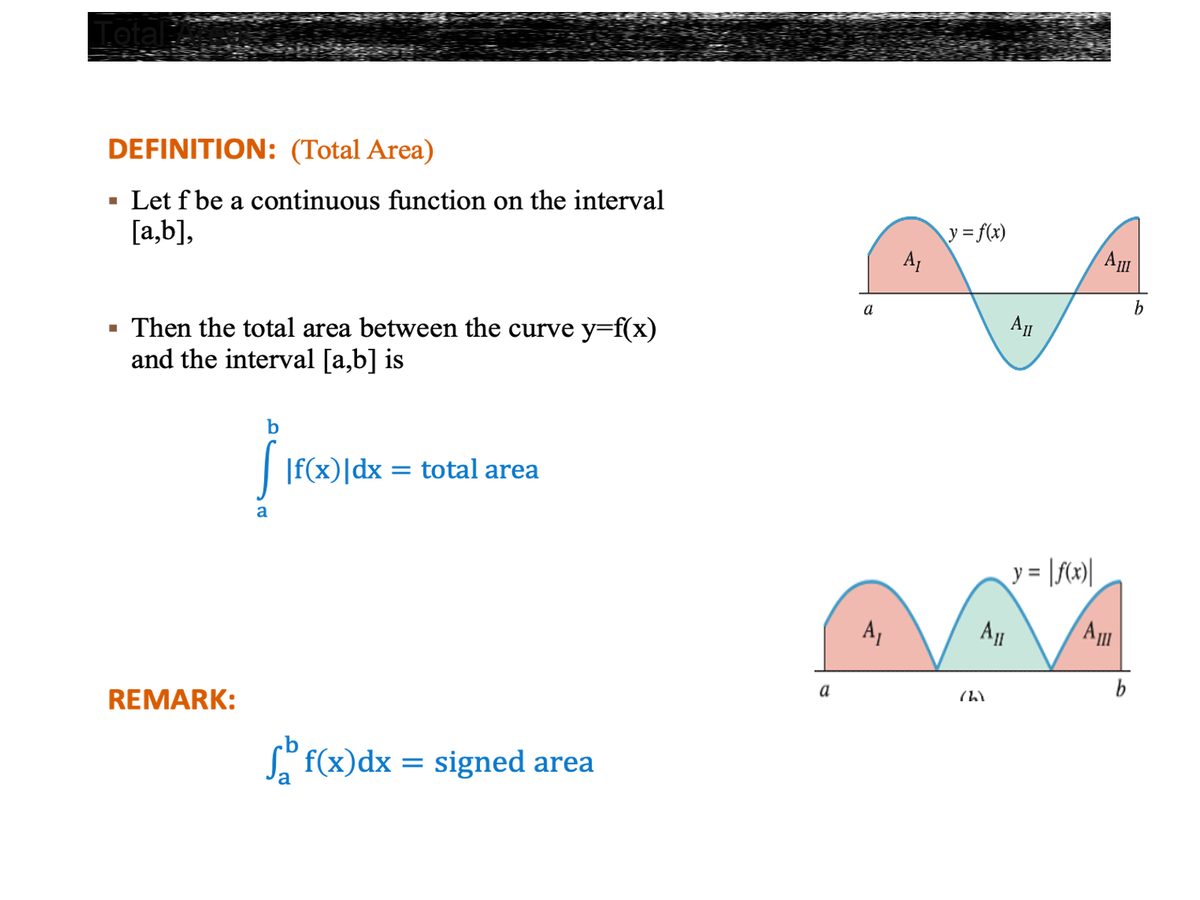 Total
DEFINITION: (Total Area)
▪ Let f be a continuous function on the interval
[a,b],
▪ Then the total area between the curve y=f(x)
and the interval [a,b] is
b
∫ |f(x)|dx = total area
a
REMARK:
∫ₐᵇ f(x)dx = signed area
y = f(x)
A_I
A_III
a
b
A_II
y = |f(x)|
A_I
A_II
A_III
a
b